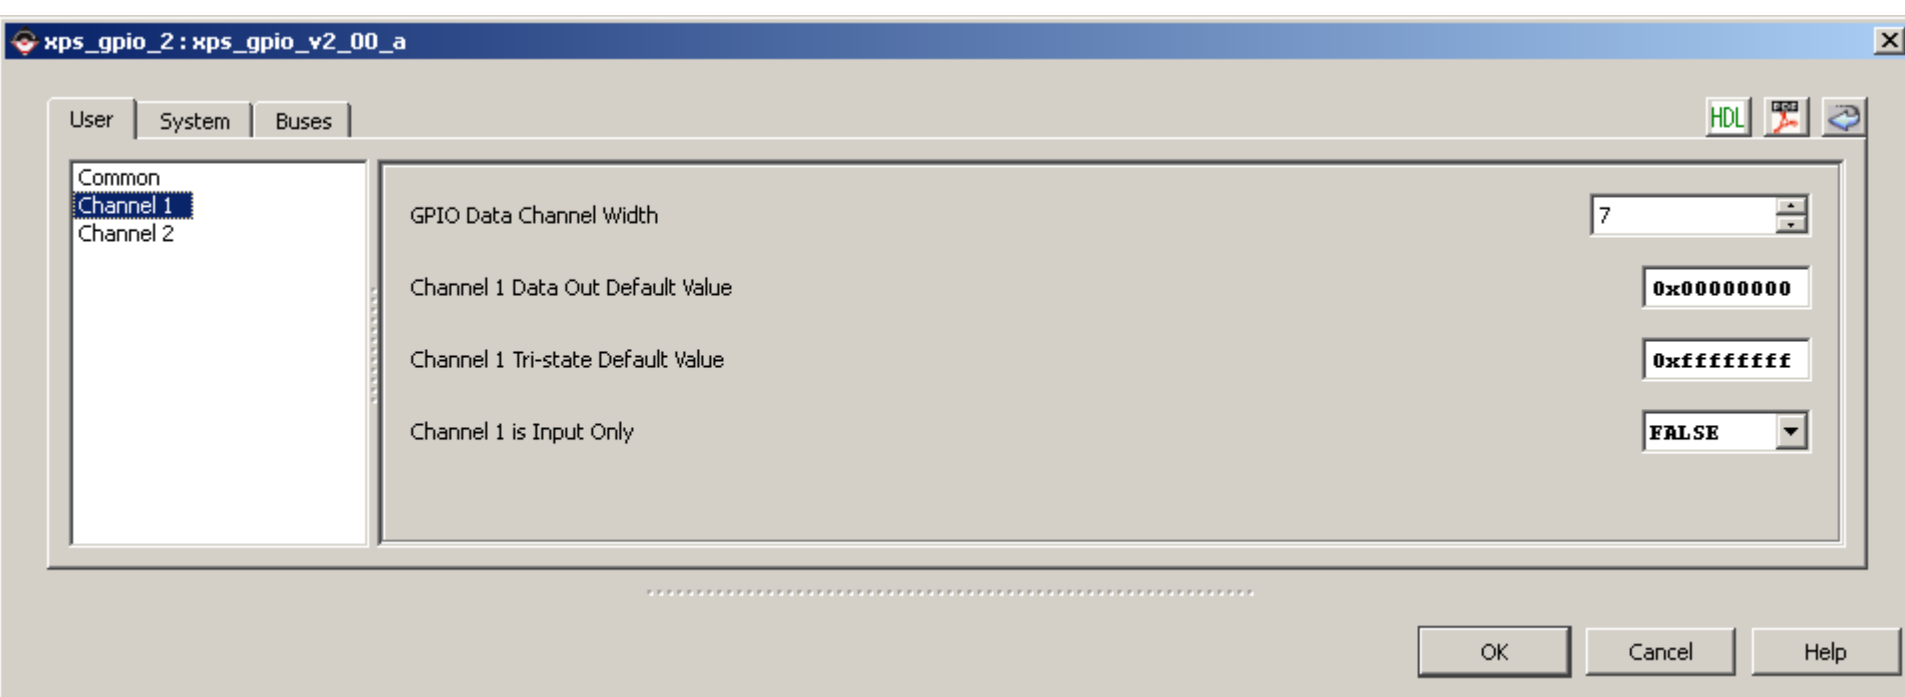 xps_gpio_2 : xps_gpio_v2_00_a
User System Buses
HDL PDF
Common
Channel 1
Channel 2
GPIO Data Channel Width 7
Channel 1 Data Out Default Value 0x00000000
Channel 1 Tri-state Default Value 0xffffffff
Channel 1 is Input Only FALSE
OK Cancel Help